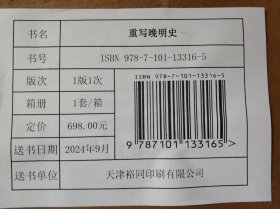 书名 重写晚明史
书号 ISBN 978-7-101-13316-5
版次 1版1次
箱册 1套/箱
定价 698.00元
送书日期 2024年9月
送书单位 天津裕同印刷有限公司
ISBN 978-7-101-13316-5
9 787101 133165>